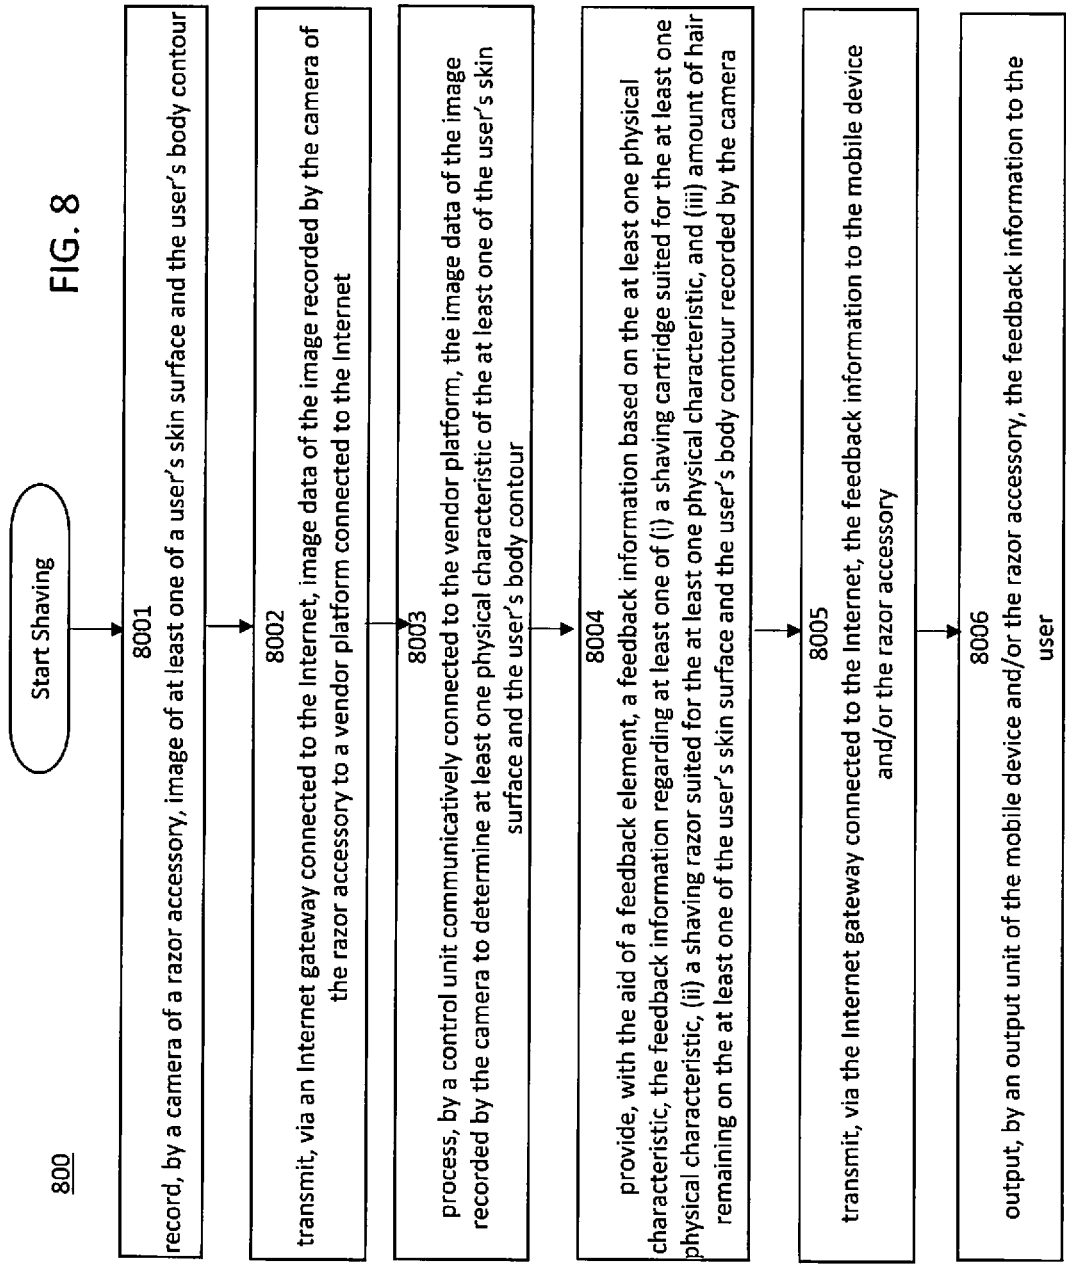 800
FIG. 8
Start Shaving
8001
record, by a camera of a razor accessory, image of at least one of a user's skin surface and the user's body contour
8002
transmit, via an Internet gateway connected to the Internet, image data of the image recorded by the camera of
the razor accessory to a vendor platform connected to the Internet
8003
process, by a control unit communicatively connected to the vendor platform, the image data of the image
recorded by the camera to determine at least one physical characteristic of the at least one of the user's skin
surface and the user's body contour
8004
provide, with the aid of a feedback element, a feedback information based on the at least one physical
characteristic, the feedback information regarding at least one of (i) a shaving cartridge suited for the at least one
physical characteristic, (ii) a shaving razor suited for the at least one physical characteristic, and (iii) amount of hair
remaining on the at least one of the user's skin surface and the user's body contour recorded by the camera
8005
transmit, via the Internet gateway connected to the Internet, the feedback information to the mobile device
and/or the razor accessory
8006
output, by an output unit of the mobile device and/or the razor accessory, the feedback information to the
user